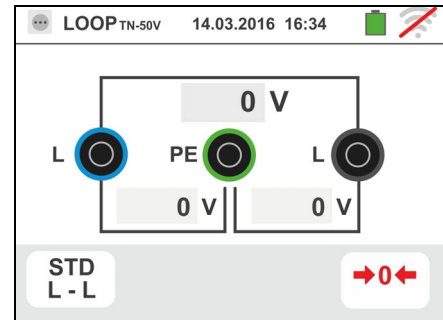 LOOP TN-50V 14.03.2016 16:34
0 V
L PE L
0 V 0 V
STD
L - L
0